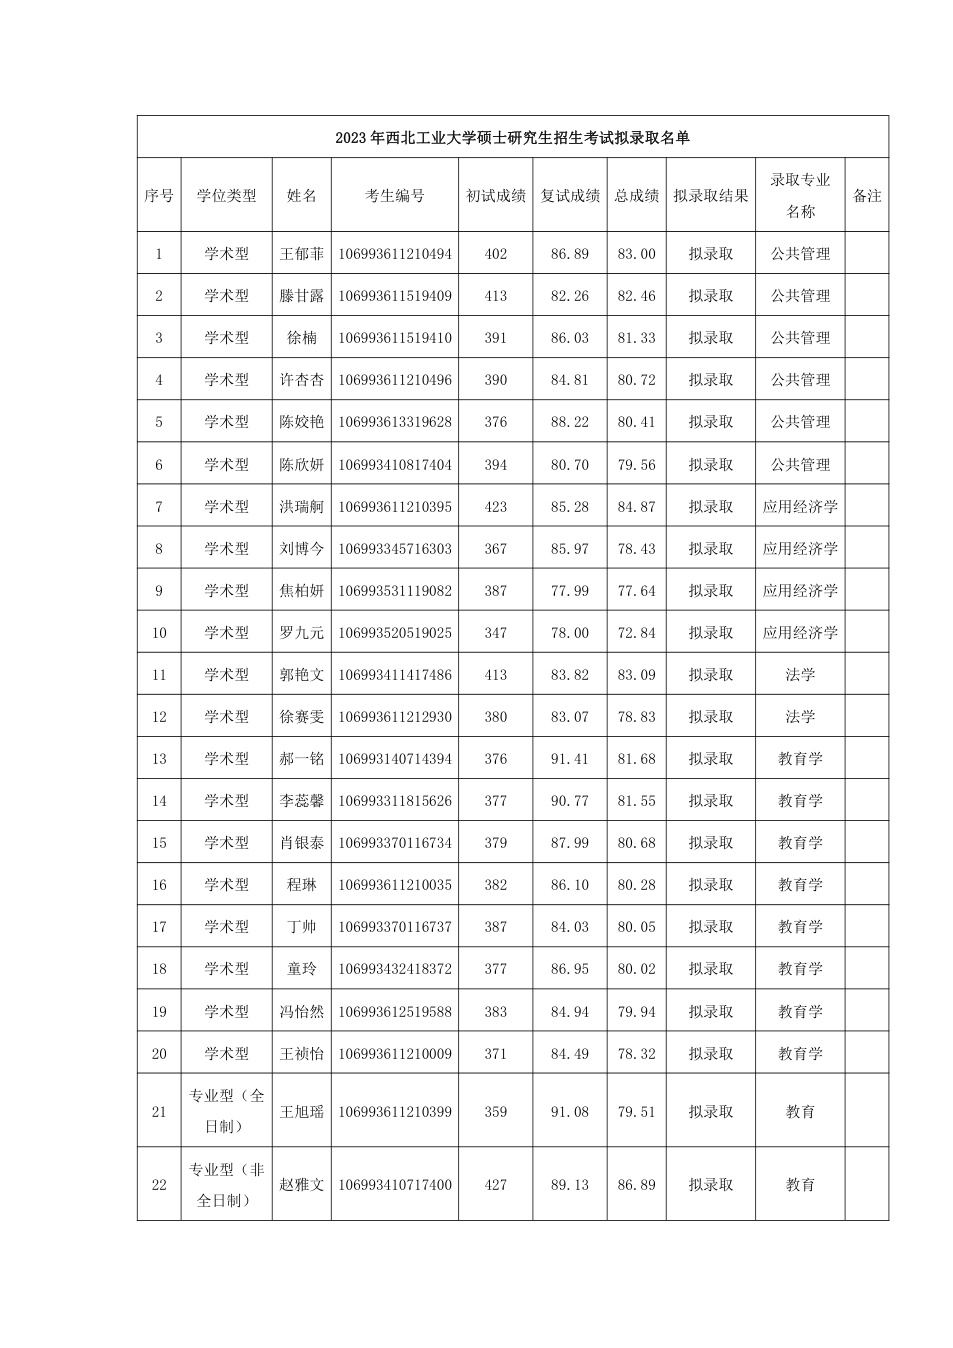 2023 年西北工业大学硕士研究生招生考试拟录取名单
序号 学位类型 姓名 考生编号 初试成绩 复试成绩 总成绩 拟录取结果 录取专业名称 备注
1 学术型 王郁菲 106993611210494 402 86.89 83.00 拟录取 公共管理
2 学术型 滕甘露 106993611519409 413 82.26 82.46 拟录取 公共管理
3 学术型 徐楠 106993611519410 391 86.03 81.33 拟录取 公共管理
4 学术型 许杏杏 106993611210496 390 84.81 80.72 拟录取 公共管理
5 学术型 陈姣艳 106993613319628 376 88.22 80.41 拟录取 公共管理
6 学术型 陈欣妍 106993410817404 394 80.70 79.56 拟录取 公共管理
7 学术型 洪瑞舸 106993611210395 423 85.28 84.87 拟录取 应用经济学
8 学术型 刘博今 106993345716303 367 85.97 78.43 拟录取 应用经济学
9 学术型 焦柏妍 106993531119082 387 77.99 77.64 拟录取 应用经济学
10 学术型 罗九元 106993520519025 347 78.00 72.84 拟录取 应用经济学
11 学术型 郭艳文 106993411417486 413 83.82 83.09 拟录取 法学
12 学术型 徐赛雯 106993611212930 380 83.07 78.83 拟录取 法学
13 学术型 郝一铭 106993140714394 376 91.41 81.68 拟录取 教育学
14 学术型 李蕊馨 106993311815626 377 90.77 81.55 拟录取 教育学
15 学术型 肖银泰 106993370116734 379 87.99 80.68 拟录取 教育学
16 学术型 程琳 106993611210035 382 86.10 80.28 拟录取 教育学
17 学术型 丁帅 106993370116737 387 84.03 80.05 拟录取 教育学
18 学术型 童玲 106993432418372 377 86.95 80.02 拟录取 教育学
19 学术型 冯怡然 106993612519588 383 84.94 79.94 拟录取 教育学
20 学术型 王祯怡 106993611210009 371 84.49 78.32 拟录取 教育学
21 专业型（全日制） 王旭瑶 106993611210399 359 91.08 79.51 拟录取 教育
22 专业型（非全日制） 赵雅文 106993410717400 427 89.13 86.89 拟录取 教育